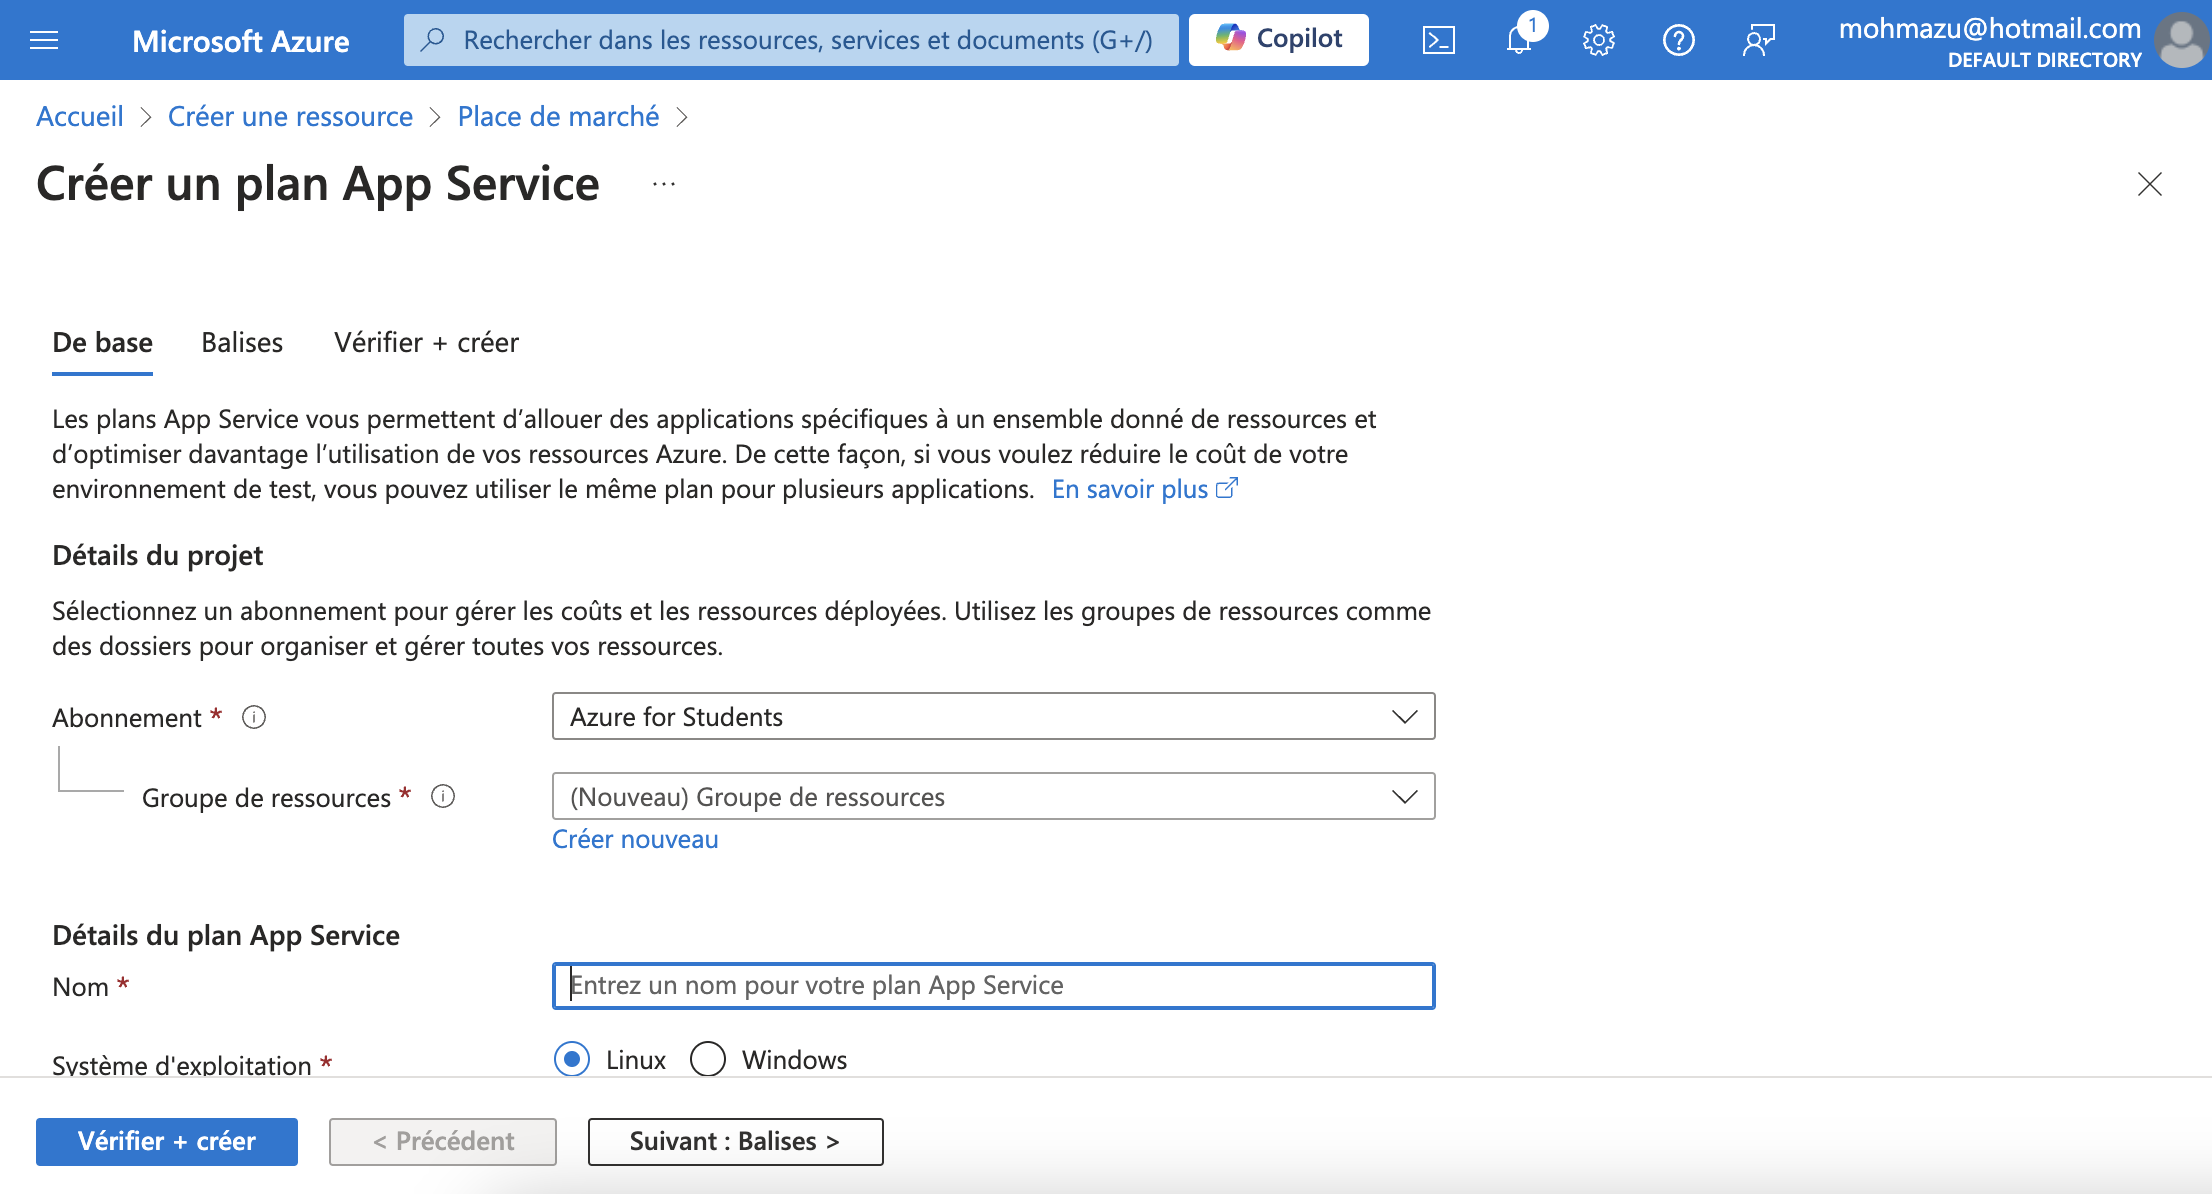 Microsoft Azure
Rechercher dans les ressources, services et documents (G+/)
Copilot
1
mohmazu@hotmail.com
DEFAULT DIRECTORY
Accueil > Créer une ressource > Place de marché >
Créer un plan App Service ...
De base
Balises
Vérifier + créer
Les plans App Service vous permettent d’allouer des applications spécifiques à un ensemble donné de ressources et
d’optimiser davantage l’utilisation de vos ressources Azure. De cette façon, si vous voulez réduire le coût de votre
environnement de test, vous pouvez utiliser le même plan pour plusieurs applications. En savoir plus
Détails du projet
Sélectionnez un abonnement pour gérer les coûts et les ressources déployées. Utilisez les groupes de ressources comme
des dossiers pour organiser et gérer toutes vos ressources.
Abonnement *
Azure for Students
Groupe de ressources *
(Nouveau) Groupe de ressources
Créer nouveau
Détails du plan App Service
Nom *
Entrez un nom pour votre plan App Service
Système d'exploitation *
Linux
Windows
Vérifier + créer
< Précédent
Suivant : Balises >